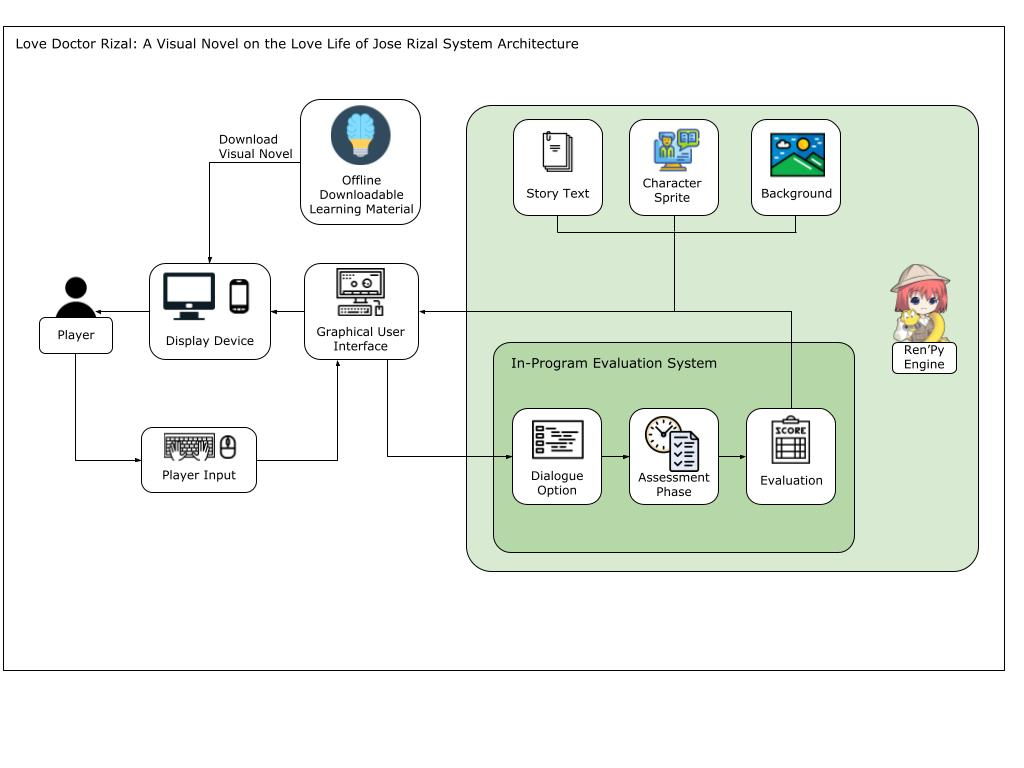 Love Doctor Rizal: A Visual Novel on the Love Life of Jose Rizal System Architecture
Download
Visual Novel
Offline
Downloadable
Learning Material
Story Text
Character
Sprite
Background
Player
Display Device
Graphical User
Interface
Ren'Py
Engine
In-Program Evaluation System
Player Input
Dialogue
Option
Assessment
Phase
SCORE
Evaluation